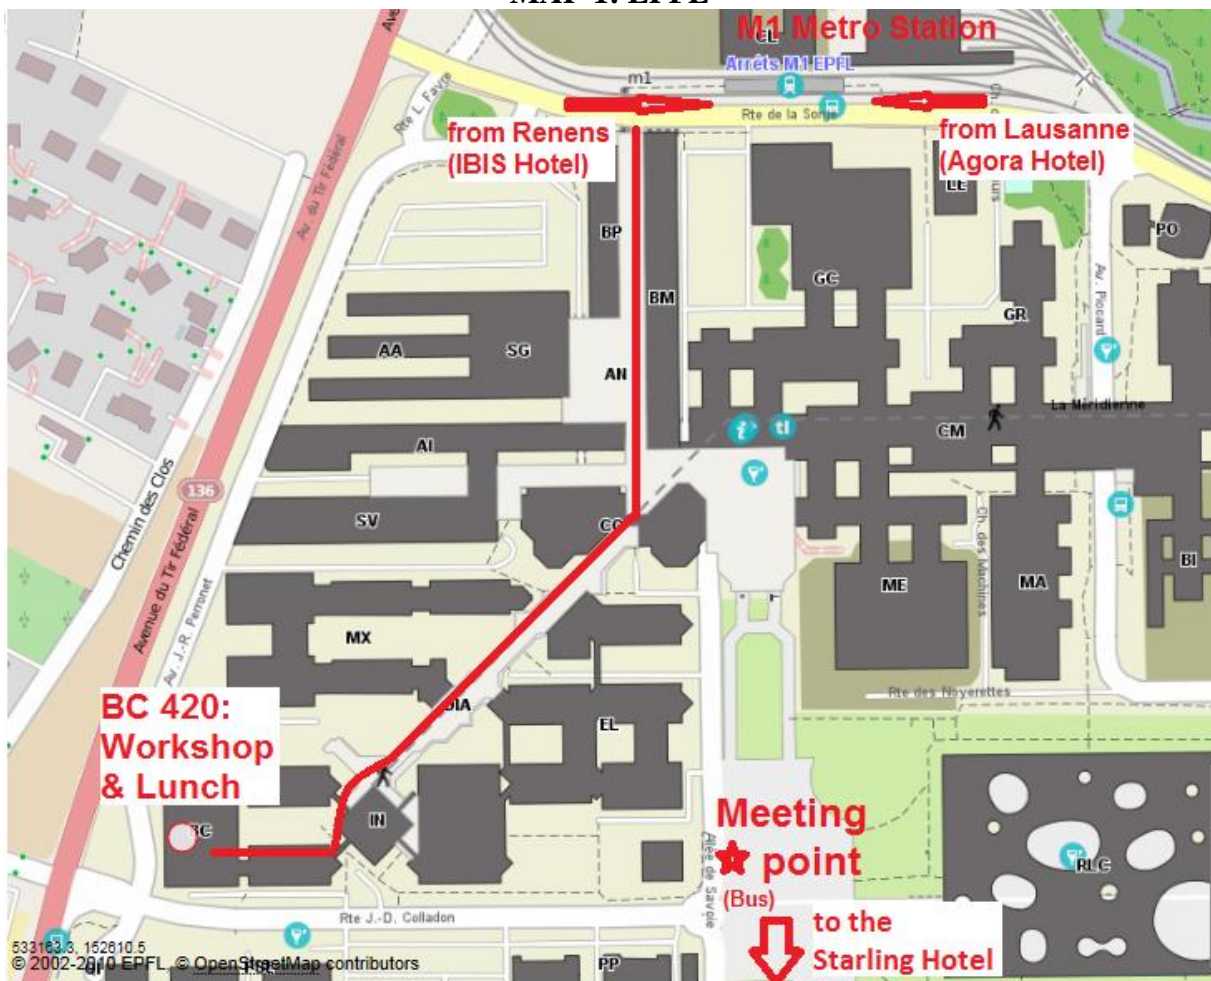 MAP 1: EPFL
M1 Metro Station
Arrêts M1 EPFL
m1
Rte L. Favre
Rte de la Sorge
from Renens
(IBIS Hotel)
from Lausanne
(Agora Hotel)
Av. du Tir Fédéral
BP
PO
GC
BM
Av. Piccard
GR
AA
SG
AN
La Méridienne
tl
CM
AI
Chemin des Clos
136
SV
Ch. des Machines
BI
ME
MA
Avenue du Tir Fédéral
Av. J.-R. Perronet
MX
Rte des Noyerettes
DIA
EL
BC 420:
Workshop
& Lunch
IN
BC
Meeting
point
(Bus)
Allée de Savoie
RLC
Rte J.-D. Colladon
to the
Starling Hotel
PP
533163.3, 152610.5
© 2002-2010 EPFL, © OpenStreetMap contributors